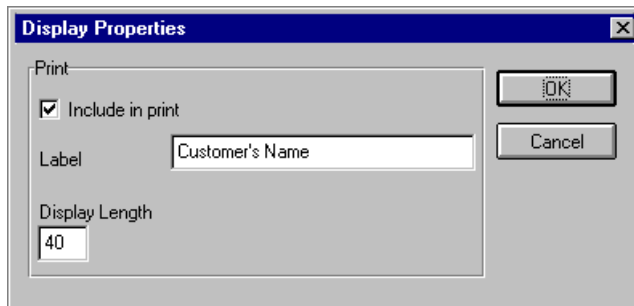 Display Properties
Print
Include in print
OK
Label
Customer's Name
Cancel
Display Length
40